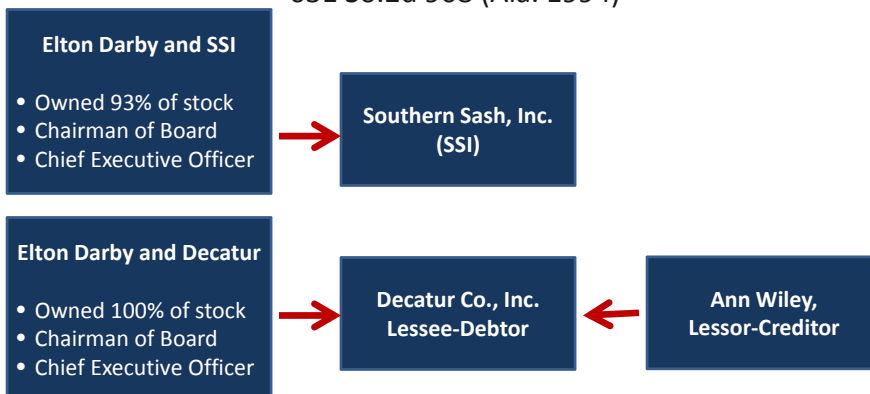 Elton Darby and SSI
• Owned 93% of stock
• Chairman of Board
• Chief Executive Officer
Southern Sash, Inc.
(SSI)
Elton Darby and Decatur
• Owned 100% of stock
• Chairman of Board
• Chief Executive Officer
Decatur Co., Inc.
Lessee-Debtor
Ann Wiley,
Lessor-Creditor